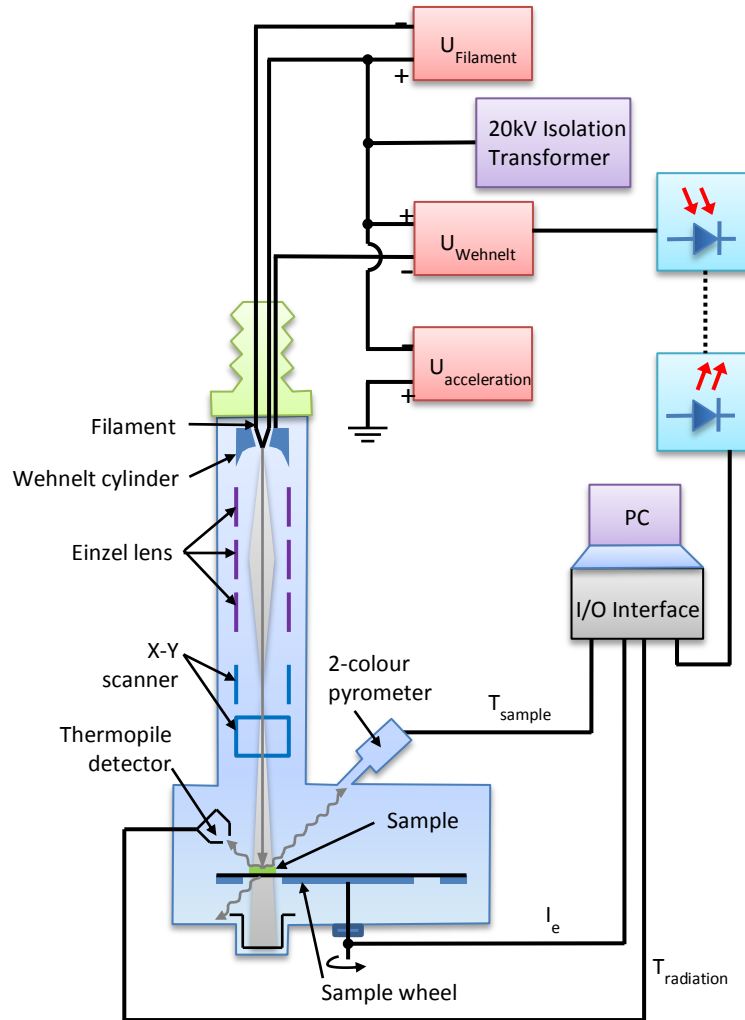 -
U_Filament
+
20kV Isolation
Transformer
+
U_Wehnelt
-
-
U_acceleration
+
Filament
Wehnelt cylinder
Einzel lens
PC
I/O Interface
X-Y
scanner
2-colour
pyrometer
T_sample
Thermopile
detector
Sample
I_e
T_radiation
Sample wheel